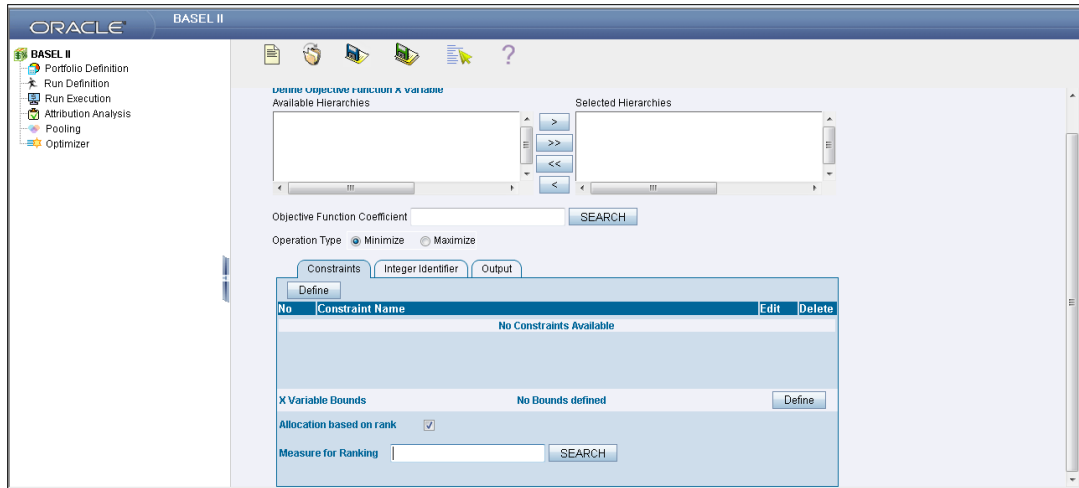 ORACLE
BASEL II
BASEL II
Portfolio Definition
Run Definition
Run Execution
Attribution Analysis
Pooling
Optimizer
?
Define Objective Function X Variable
Available Hierarchies
Selected Hierarchies
>
>>
<<
<
Objective Function Coefficient
SEARCH
Operation Type Minimize Maximize
Constraints Integer Identifier Output
Define
No Constraint Name Edit Delete
No Constraints Available
X Variable Bounds No Bounds defined Define
Allocation based on rank
Measure for Ranking SEARCH